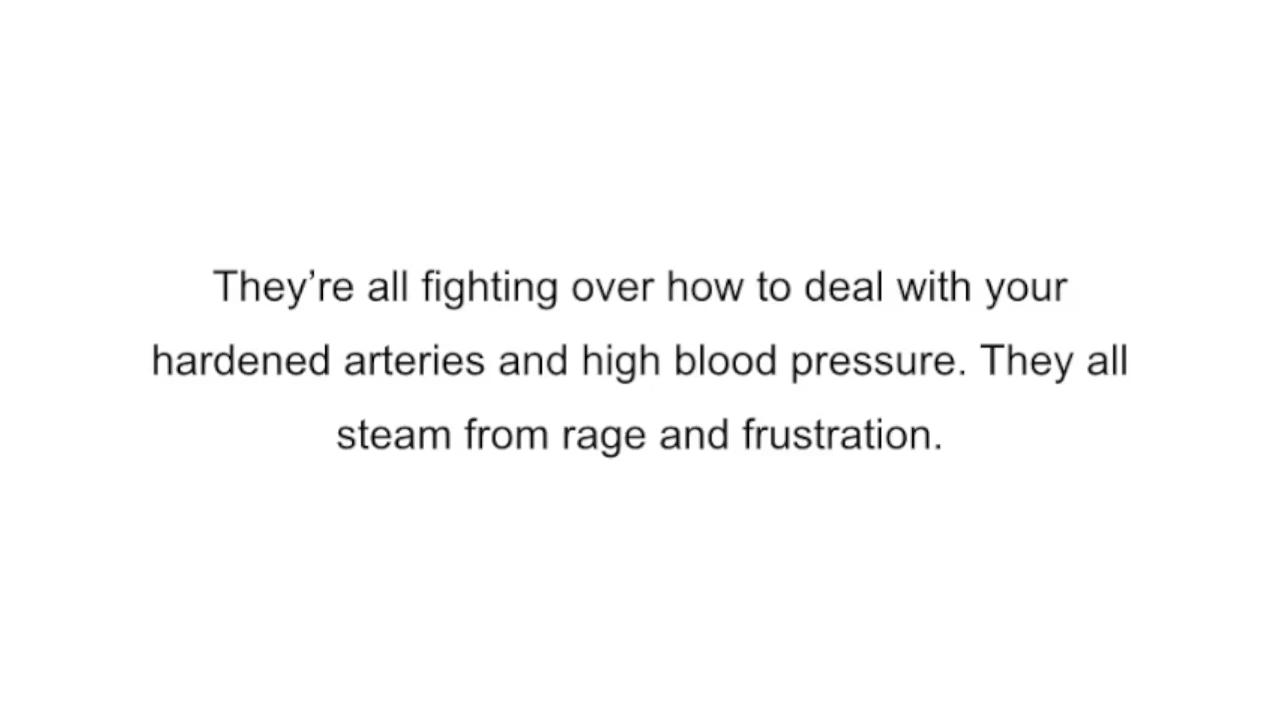 They’re all fighting over how to deal with your
hardened arteries and high blood pressure. They all
steam from rage and frustration.